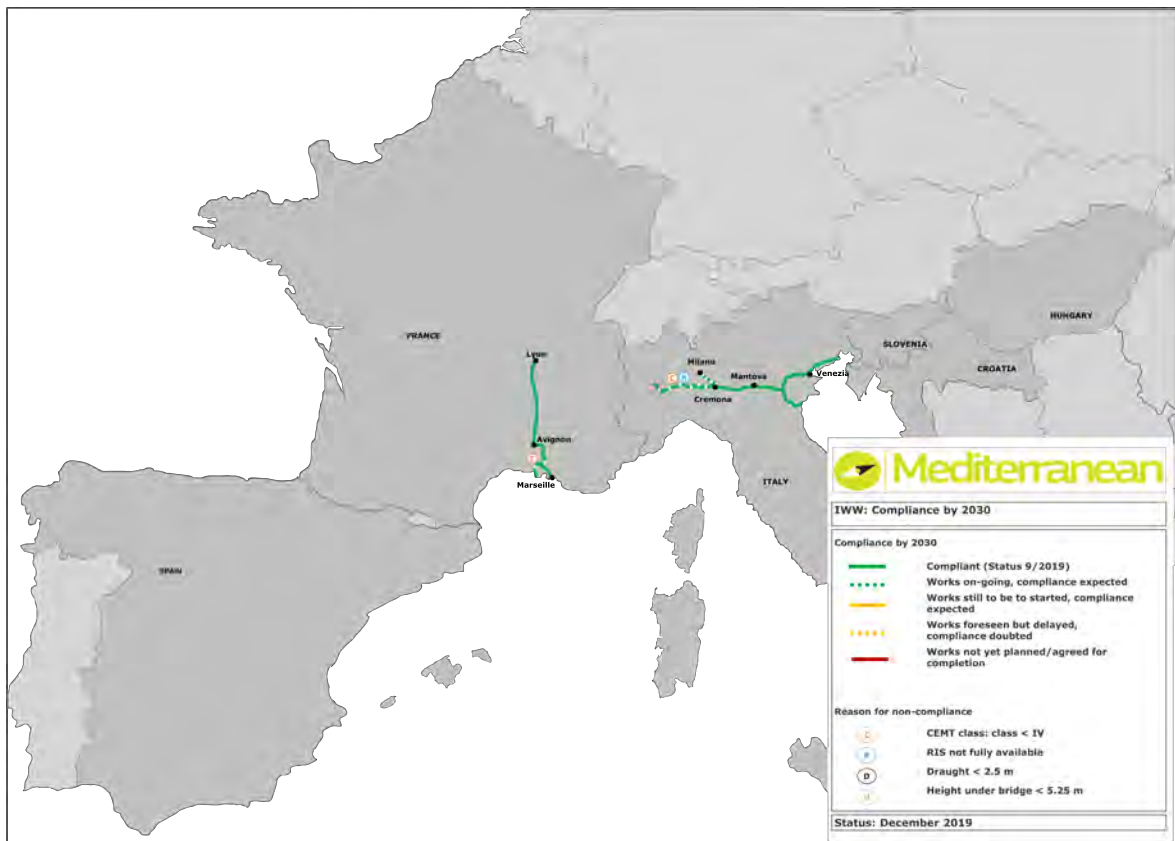 FRANCE
Lyon
Avignon
Marseille
SPAIN
Milano
Mantova
Cremona
Venezia
ITALY
SLOVENIA
CROATIA
HUNGARY
Mediterranean
IWW: Compliance by 2030
Compliance by 2030
Compliant (Status 9/2019)
Works on-going, compliance expected
Works still to be to started, compliance
expected
Works foreseen but delayed,
compliance doubted
Works not yet planned/agreed for
completion
Reason for non-compliance
CEMT class: class < IV
RIS not fully available
D
Draught < 2.5 m
Height under bridge < 5.25 m
Status: December 2019